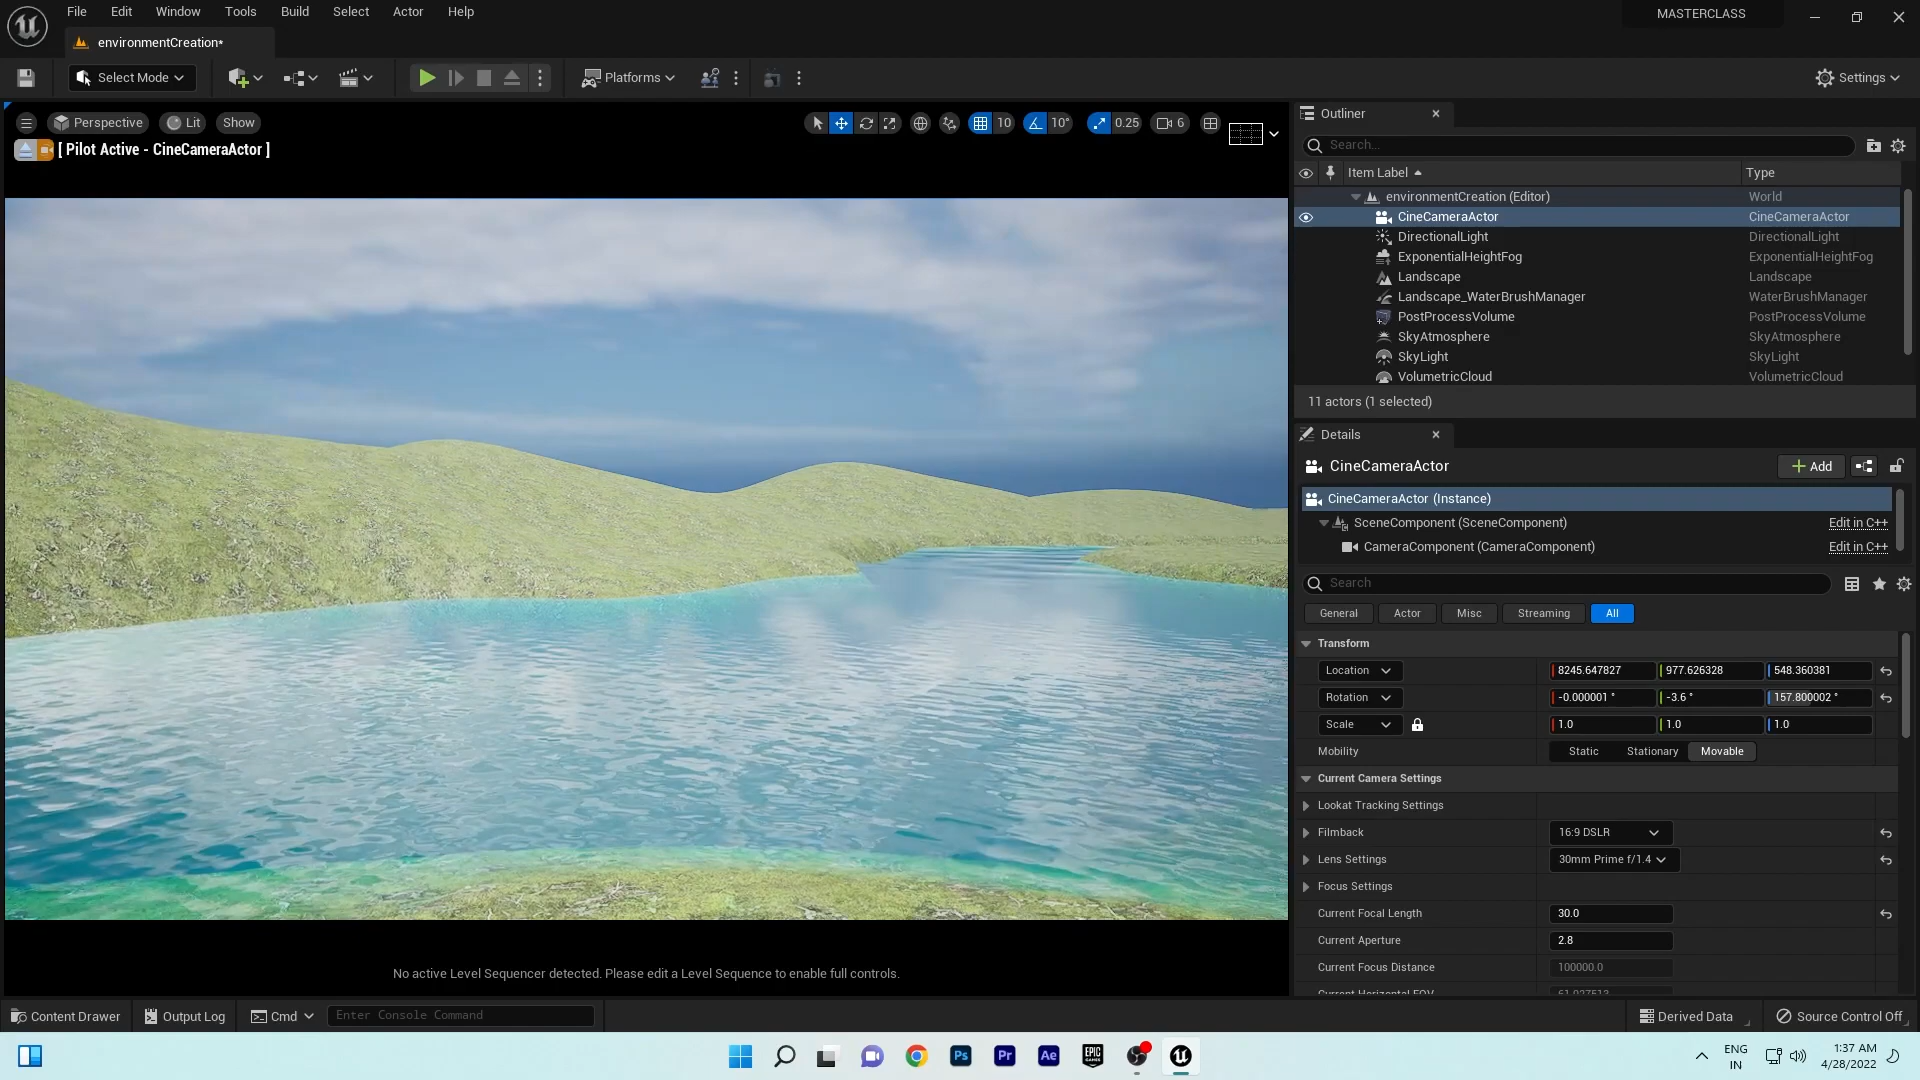 File Edit Window Tools Build Select Actor Help
MASTERCLASS
environmentCreation*
Select Mode
Platforms
Settings
Perspective Lit Show
10 10° 0.25 6
[ Pilot Active - CineCameraActor ]
No active Level Sequencer detected. Please edit a Level Sequence to enable full controls.
Outliner
Search...
Item Label Type
environmentCreation (Editor) World
CineCameraActor CineCameraActor
DirectionalLight DirectionalLight
ExponentialHeightFog ExponentialHeightFog
Landscape Landscape
Landscape_WaterBrushManager WaterBrushManager
PostProcessVolume PostProcessVolume
SkyAtmosphere SkyAtmosphere
SkyLight SkyLight
VolumetricCloud VolumetricCloud
11 actors (1 selected)
Details
CineCameraActor
Add
CineCameraActor (Instance)
SceneComponent (SceneComponent) Edit in C++
CameraComponent (CameraComponent) Edit in C++
Search
General Actor Misc Streaming All
Transform
Location 8245.647827 977.626328 548.360381
Rotation -0.000001 ° -3.6 ° 157.800002 °
Scale 1.0 1.0 1.0
Mobility Static Stationary Movable
Current Camera Settings
Lookat Tracking Settings
Filmback 16:9 DSLR
Lens Settings 30mm Prime f/1.4
Focus Settings
Current Focal Length 30.0
Current Aperture 2.8
Current Focus Distance 100000.0
Current Horizontal FOV
Content Drawer Output Log Cmd Enter Console Command Derived Data Source Control Off
Ps Pr Ae
EPIC
GAMES
ENG
IN
1:37 AM
4/28/2022